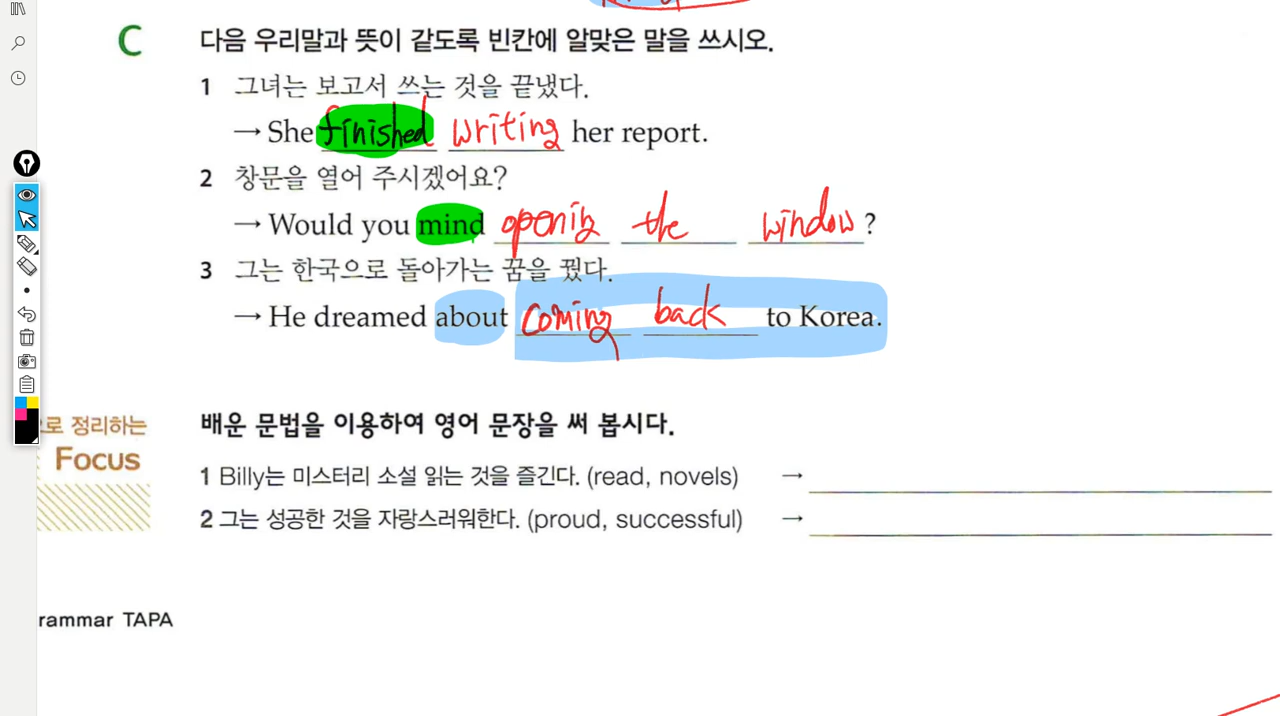 C 다음 우리말과 뜻이 같도록 빈칸에 알맞은 말을 쓰시오.
1 그녀는 보고서 쓰는 것을 끝냈다.
→ She finished writing her report.
2 창문을 열어 주시겠어요?
→ Would you mind opening the window ?
3 그는 한국으로 돌아가는 꿈을 꿨다.
→ He dreamed about coming back to Korea.
로 정리하는
Focus
배운 문법을 이용하여 영어 문장을 써 봅시다.
1 Billy는 미스터리 소설 읽는 것을 즐긴다. (read, novels) →
2 그는 성공한 것을 자랑스러워한다. (proud, successful) →
rammar TAPA